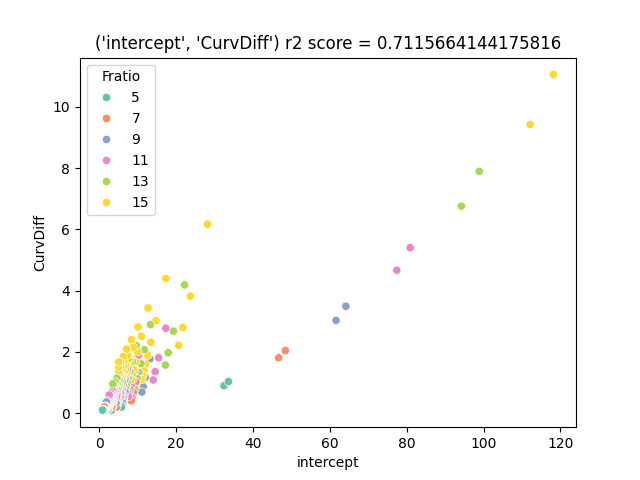 ('intercept', 'CurvDiff') r2 score = 0.7115664144175816
Fratio
5
7
9
11
13
15
10
8
6
4
2
0
CurvDiff
0 20 40 60 80 100 120
intercept